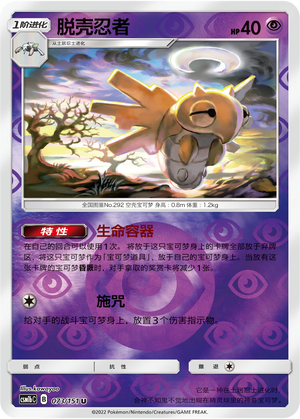 1阶进化
脱壳忍者
HP40
从土居忍士进化
全国图鉴No.292 空壳宝可梦 身高：0.8m 体重：1.2kg
特性 生命容器
在自己的回合可以使用1次。将放于这只宝可梦身上的卡牌全部放于弃牌
区，将这只宝可梦作为「宝可梦道具」，放于自己的宝可梦身上。当放有这
张卡牌的宝可梦昏厥时，对手拿取的奖赏卡将减少1张。
施咒
给对手的战斗宝可梦身上，放置3个伤害指示物。
弱点
抵抗力
撤退
Illus.kawayoo
csm1bC B 073/151 U
©2022 Pokémon/Nintendo/Creatures/GAME FREAK.